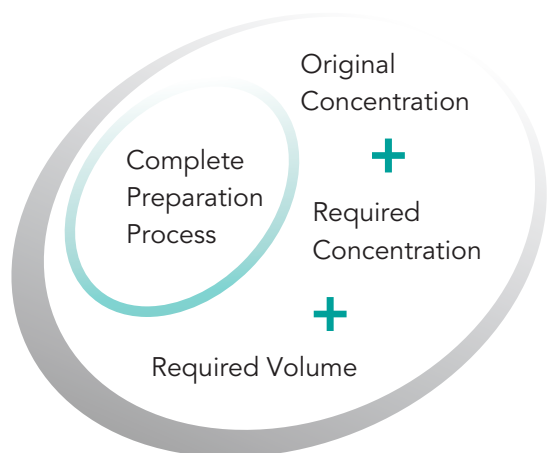 Original
Concentration
+
Complete
Preparation
Process
Required
Concentration
+
Required Volume